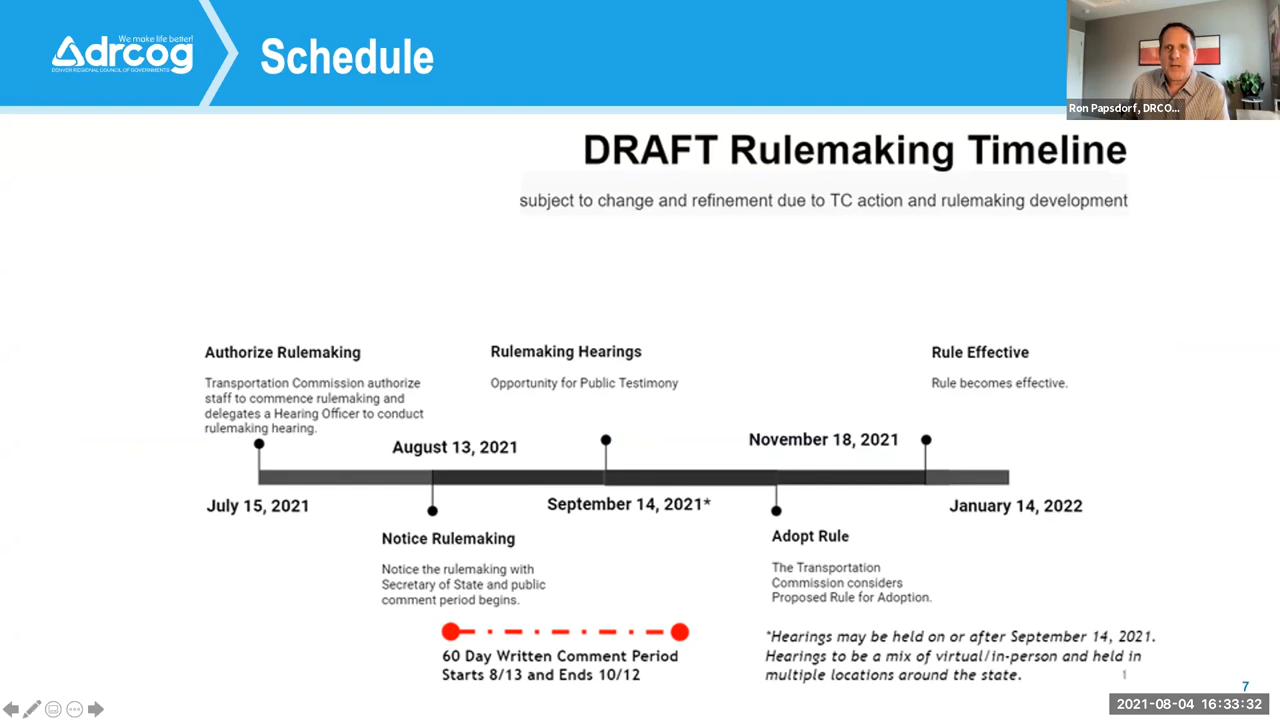 We make life better!
drcog
DENVER REGIONAL COUNCIL OF GOVERNMENTS
Schedule
Ron Papsdorf, DRCO...
DRAFT Rulemaking Timeline
subject to change and refinement due to TC action and rulemaking development
Authorize Rulemaking
Transportation Commission authorize
staff to commence rulemaking and
delegates a Hearing Officer to conduct
rulemaking hearing.
Rulemaking Hearings
Opportunity for Public Testimony
Rule Effective
Rule becomes effective.
August 13, 2021
November 18, 2021
July 15, 2021
September 14, 2021*
January 14, 2022
Notice Rulemaking
Notice the rulemaking with
Secretary of State and public
comment period begins.
Adopt Rule
The Transportation
Commission considers
Proposed Rule for Adoption.
60 Day Written Comment Period
Starts 8/13 and Ends 10/12
*Hearings may be held on or after September 14, 2021.
Hearings to be a mix of virtual/in-person and held in
multiple locations around the state.
1
7
2021-08-04 16:33:32